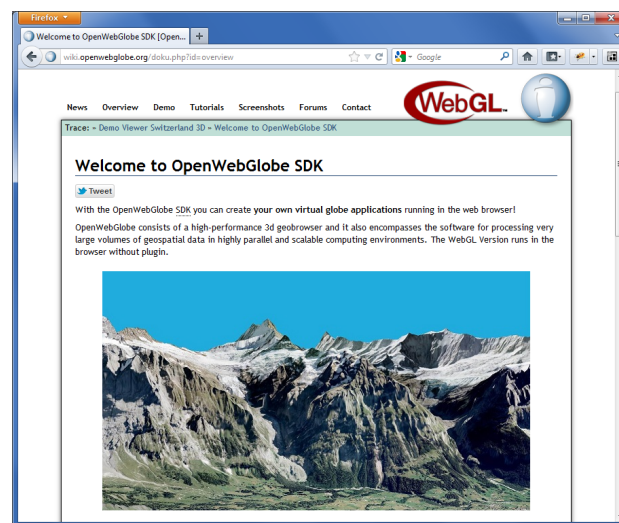 Firefox
Welcome to OpenWebGlobe SDK [Open...
wiki.openwebglobe.org/doku.php?id=overview
Google
News Overview Demo Tutorials Screenshots Forums Contact
WebGL™
Trace: » Demo Viewer Switzerland 3D » Welcome to OpenWebGlobe SDK
Welcome to OpenWebGlobe SDK
Tweet
With the OpenWebGlobe SDK you can create your own virtual globe applications running in the web browser!
OpenWebGlobe consists of a high-performance 3d geobrowser and it also encompasses the software for processing very
large volumes of geospatial data in highly parallel and scalable computing environments. The WebGL Version runs in the
browser without plugin.